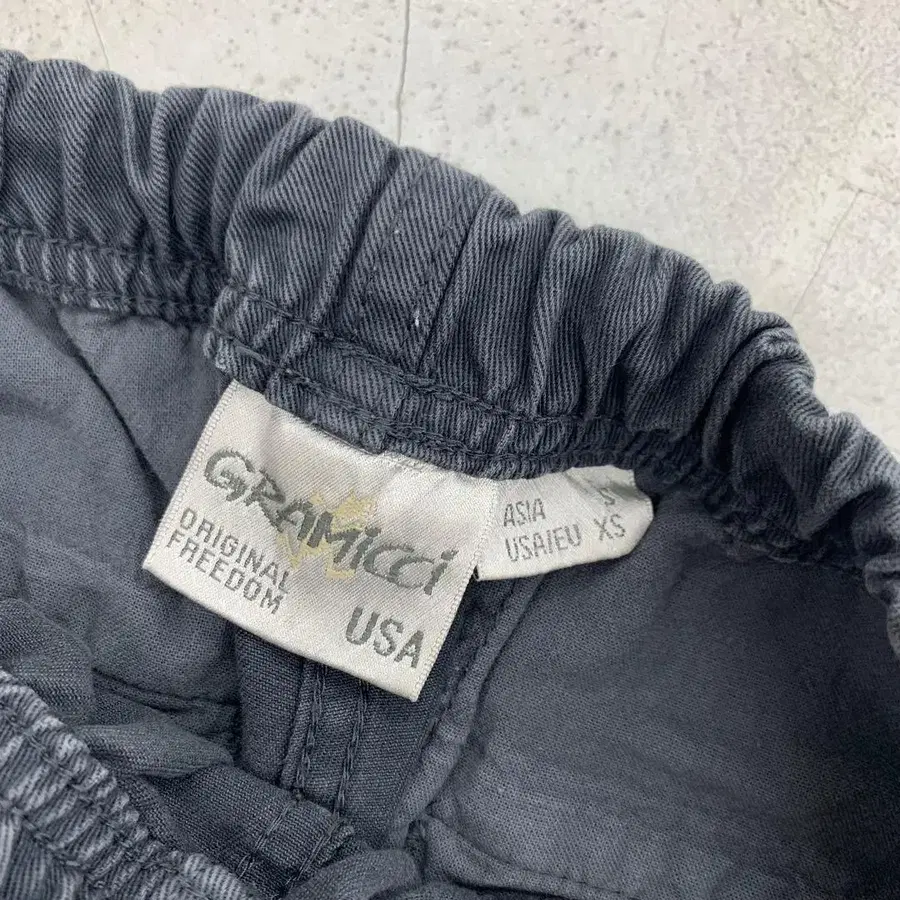 GRAMICCI
ORIGINAL
FREEDOM
USA
ASIA S
USA/EU XS